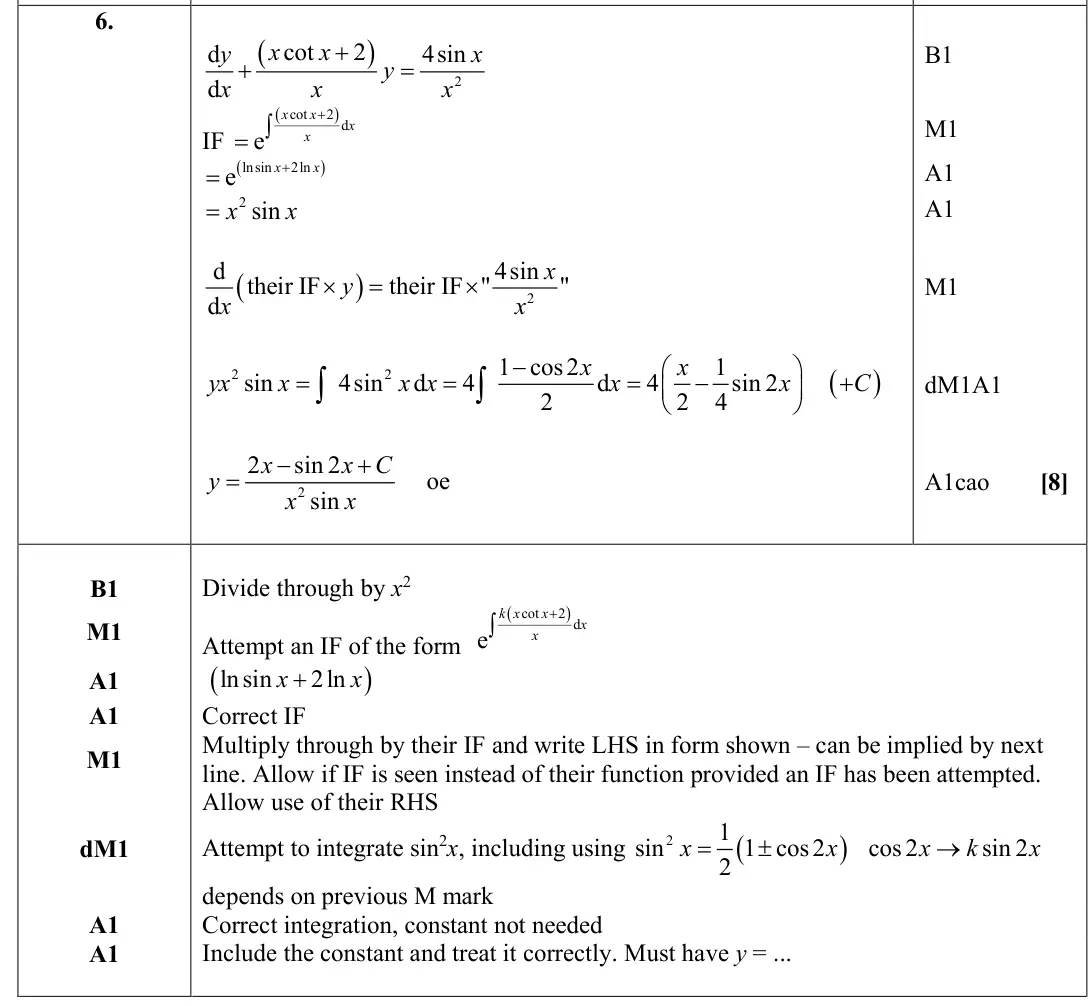 6.
dy/dx + (x cot x + 2)/x y = 4 sin x/x² B1
IF = e^(∫ (x cot x+2)/x dx) M1
= e^(ln sin x+2 ln x) A1
= x² sin x A1
d/dx (their IF × y) = their IF × "4 sin x/x²" M1
yx² sin x = ∫ 4 sin² x dx = 4∫ (1 − cos 2x)/2 dx = 4(x/2 − 1/4 sin 2x) (+C) dM1A1
y = (2x − sin 2x + C)/(x² sin x) oe A1cao [8]
B1 Divide through by x²
M1 Attempt an IF of the form e^(∫ k(x cot x+2)/x dx)
A1 (ln sin x + 2 ln x)
A1 Correct IF
M1 Multiply through by their IF and write LHS in form shown – can be implied by next
line. Allow if IF is seen instead of their function provided an IF has been attempted.
Allow use of their RHS
dM1 Attempt to integrate sin²x, including using sin² x = 1/2 (1 ± cos 2x) cos 2x → k sin 2x
depends on previous M mark
A1 Correct integration, constant not needed
A1 Include the constant and treat it correctly. Must have y = ...